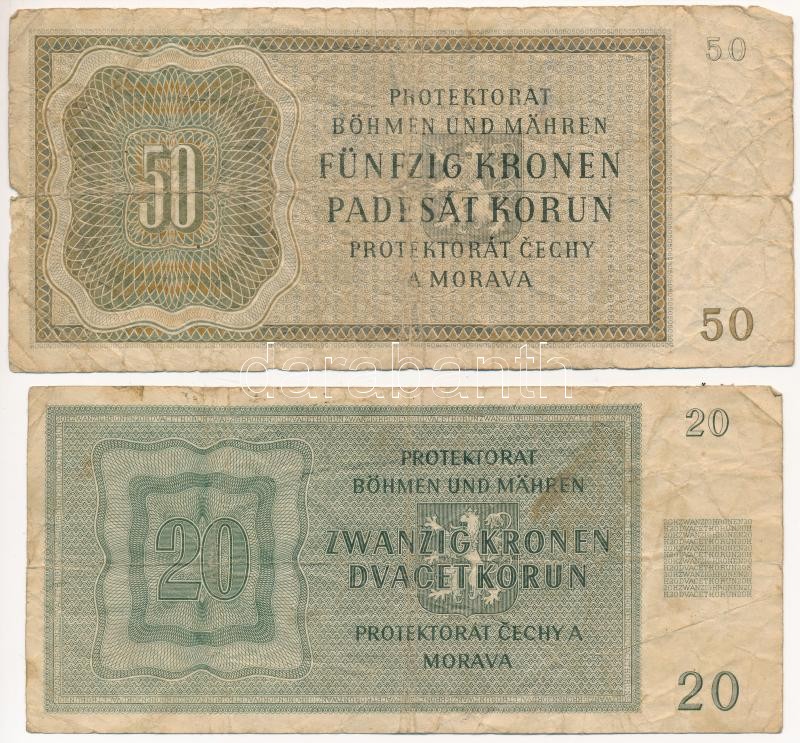 50
PROTEKTORAT
BÖHMEN UND MÄHREN
50
FÜNFZIG KRONEN
PADESÁT KORUN
PROTEKTORÁT ČECHY
A MORAVA
50
darabanth
20
PROTEKTORAT
BÖHMEN UND MÄHREN
20
ZWANZIG KRONEN
DVACET KORUN
PROTEKTORÁT ČECHY A
MORAVA
20